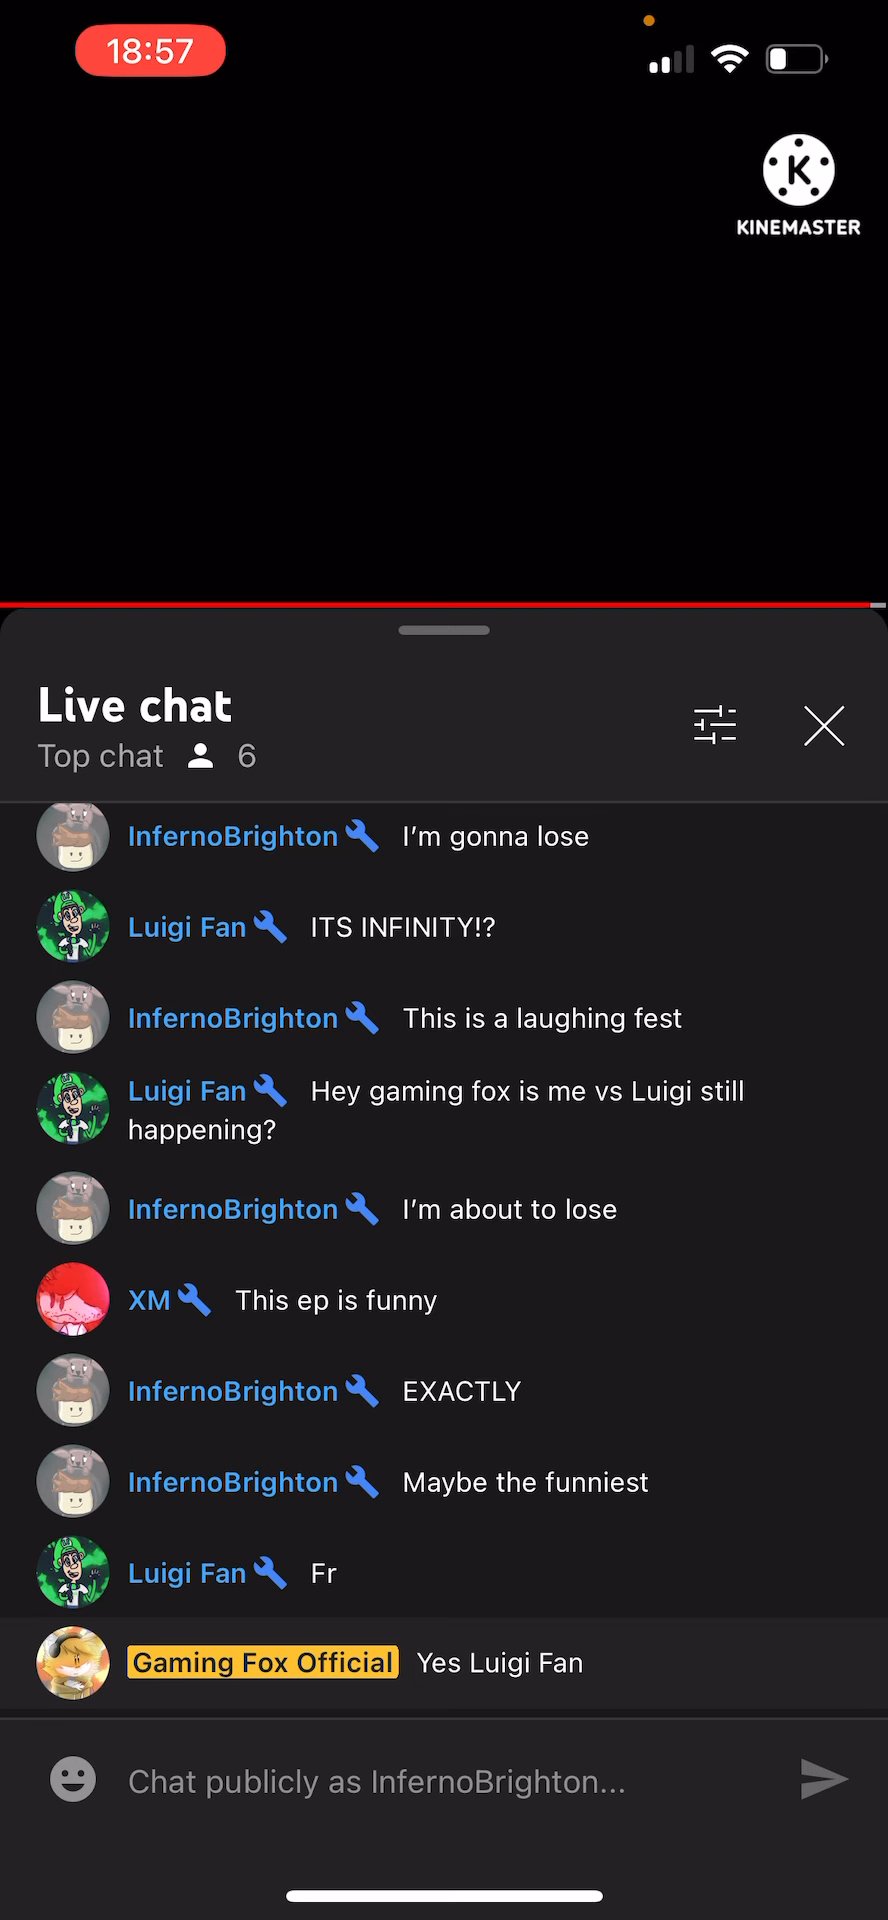 18:57
K
KINEMASTER
Live chat
Top chat 6
InfernoBrighton I’m gonna lose
Luigi Fan ITS INFINITY!?
InfernoBrighton This is a laughing fest
Luigi Fan Hey gaming fox is me vs Luigi still
happening?
InfernoBrighton I’m about to lose
XM This ep is funny
InfernoBrighton EXACTLY
InfernoBrighton Maybe the funniest
Luigi Fan Fr
Gaming Fox Official Yes Luigi Fan
Chat publicly as InfernoBrighton...